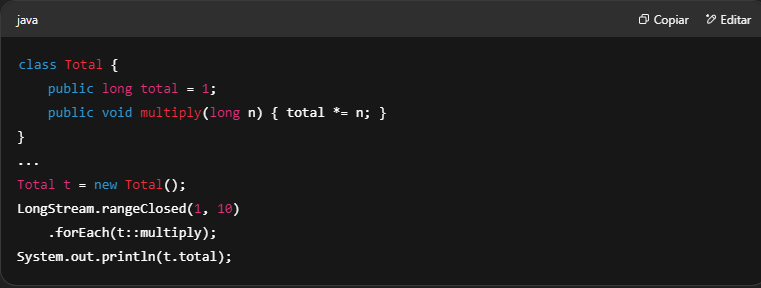 java
Copiar
Editar
class Total {
    public long total = 1;
    public void multiply(long n) { total *= n; }
}
...
Total t = new Total();
LongStream.rangeClosed(1, 10)
    .forEach(t::multiply);
System.out.println(t.total);